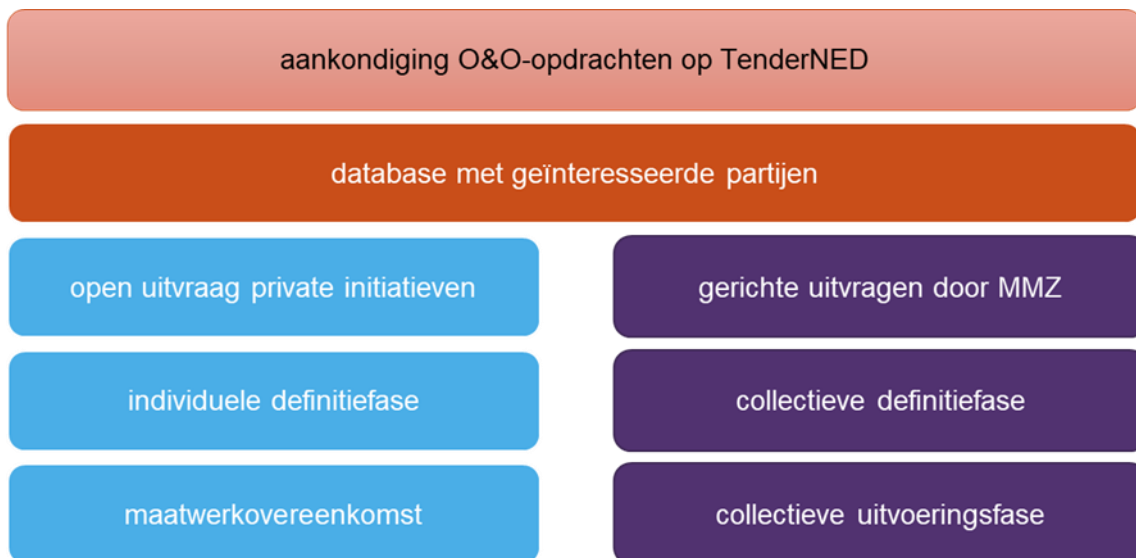 aankondiging O&O-opdrachten op TenderNED
database met geïnteresseerde partijen
open uitvraag private initiatieven
gerichte uitvragen door MMZ
individuele definitiefase
collectieve definitiefase
maatwerkovereenkomst
collectieve uitvoeringsfase